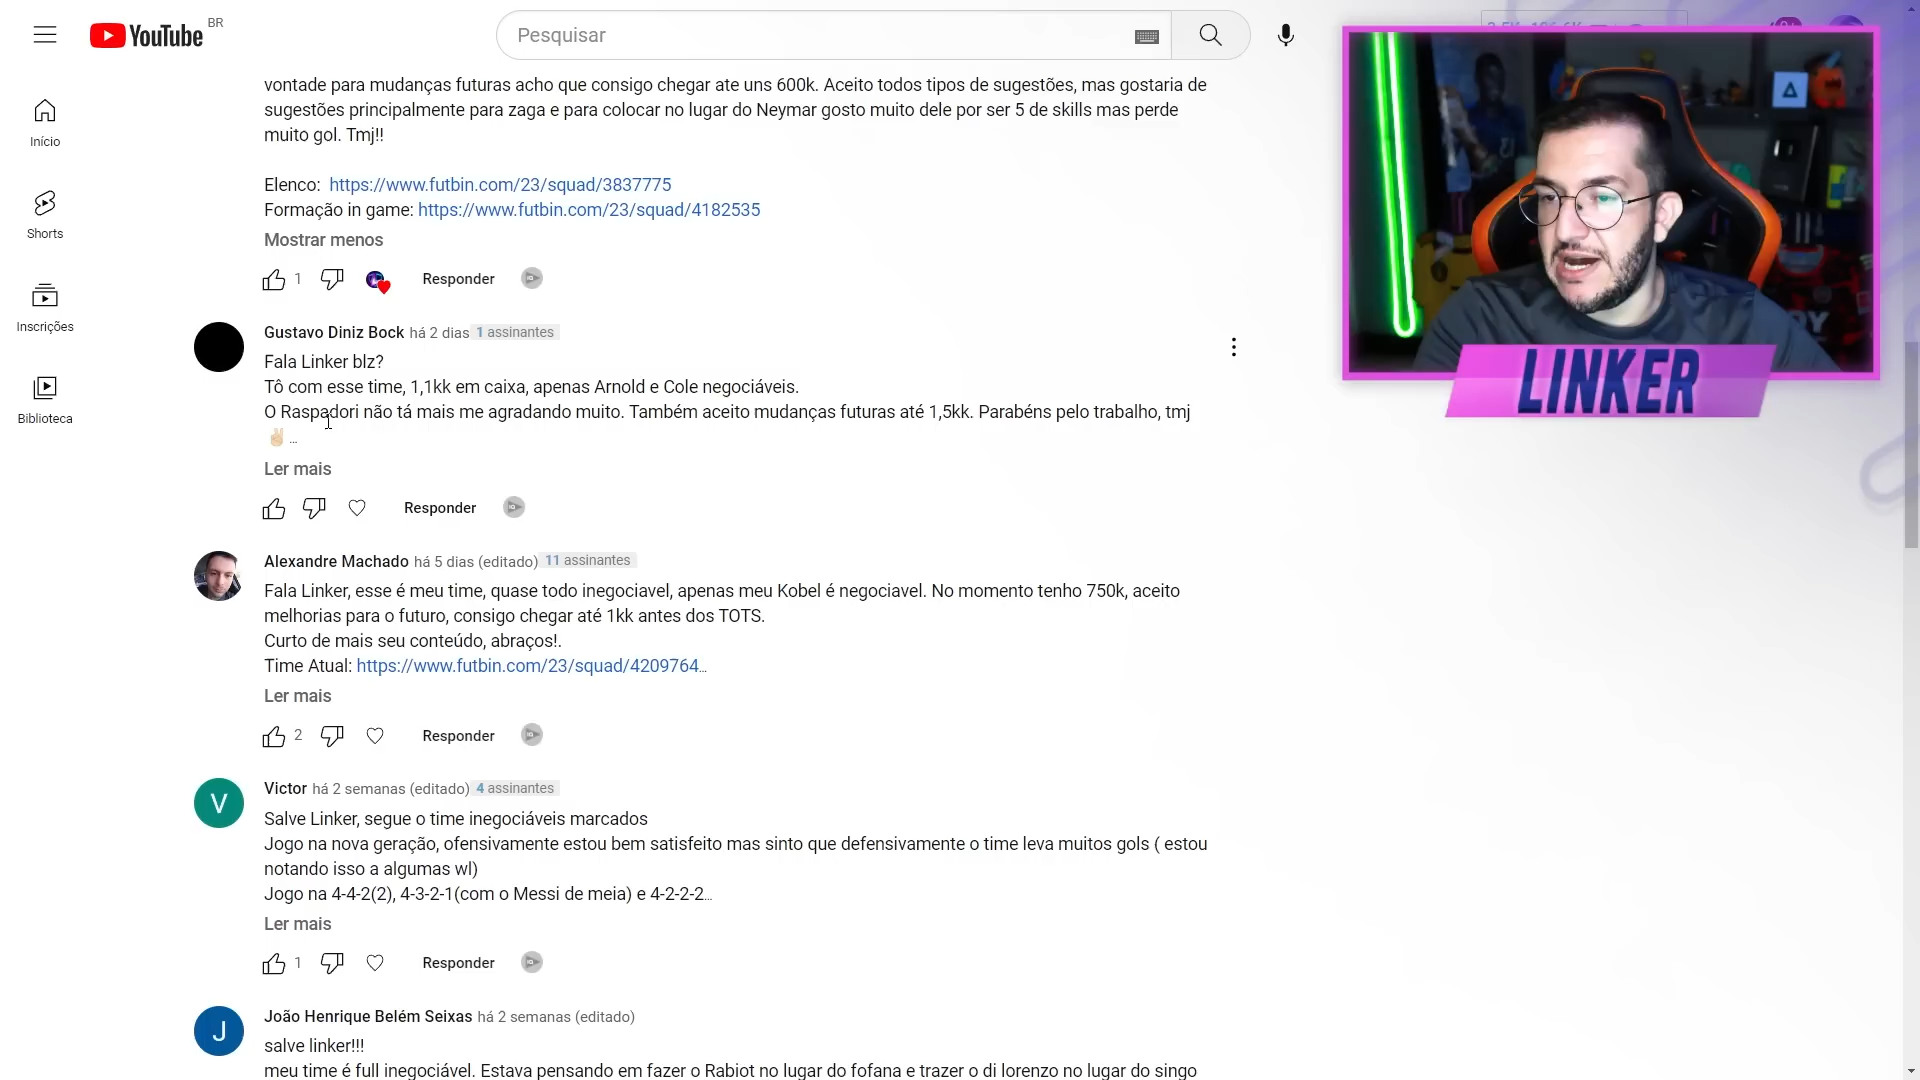 YouTube BR
Pesquisar
Início
Shorts
Inscrições
Biblioteca
vontade para mudanças futuras acho que consigo chegar ate uns 600k. Aceito todos tipos de sugestões, mas gostaria de
sugestões principalmente para zaga e para colocar no lugar do Neymar gosto muito dele por ser 5 de skills mas perde
muito gol. Tmj!!
Elenco: https://www.futbin.com/23/squad/3837775
Formação in game: https://www.futbin.com/23/squad/4182535
Mostrar menos
1 Responder
Gustavo Diniz Bock há 2 dias 1 assinantes
Fala Linker blz?
Tô com esse time, 1,1kk em caixa, apenas Arnold e Cole negociáveis.
O Raspadori não tá mais me agradando muito. Também aceito mudanças futuras até 1,5kk. Parabéns pelo trabalho, tmj
✌🏻 ...
Ler mais
Responder
Alexandre Machado há 5 dias (editado) 11 assinantes
Fala Linker, esse é meu time, quase todo inegociavel, apenas meu Kobel é negociavel. No momento tenho 750k, aceito
melhorias para o futuro, consigo chegar até 1kk antes dos TOTS.
Curto de mais seu conteúdo, abraços!.
Time Atual: https://www.futbin.com/23/squad/4209764...
Ler mais
2 Responder
Victor há 2 semanas (editado) 4 assinantes
Salve Linker, segue o time inegociáveis marcados
Jogo na nova geração, ofensivamente estou bem satisfeito mas sinto que defensivamente o time leva muitos gols ( estou
notando isso a algumas wl)
Jogo na 4-4-2(2), 4-3-2-1(com o Messi de meia) e 4-2-2-2...
Ler mais
1 Responder
João Henrique Belém Seixas há 2 semanas (editado)
salve linker!!!
meu time é full inegociável. Estava pensando em fazer o Rabiot no lugar do fofana e trazer o di lorenzo no lugar do singo
V
J
LINKER